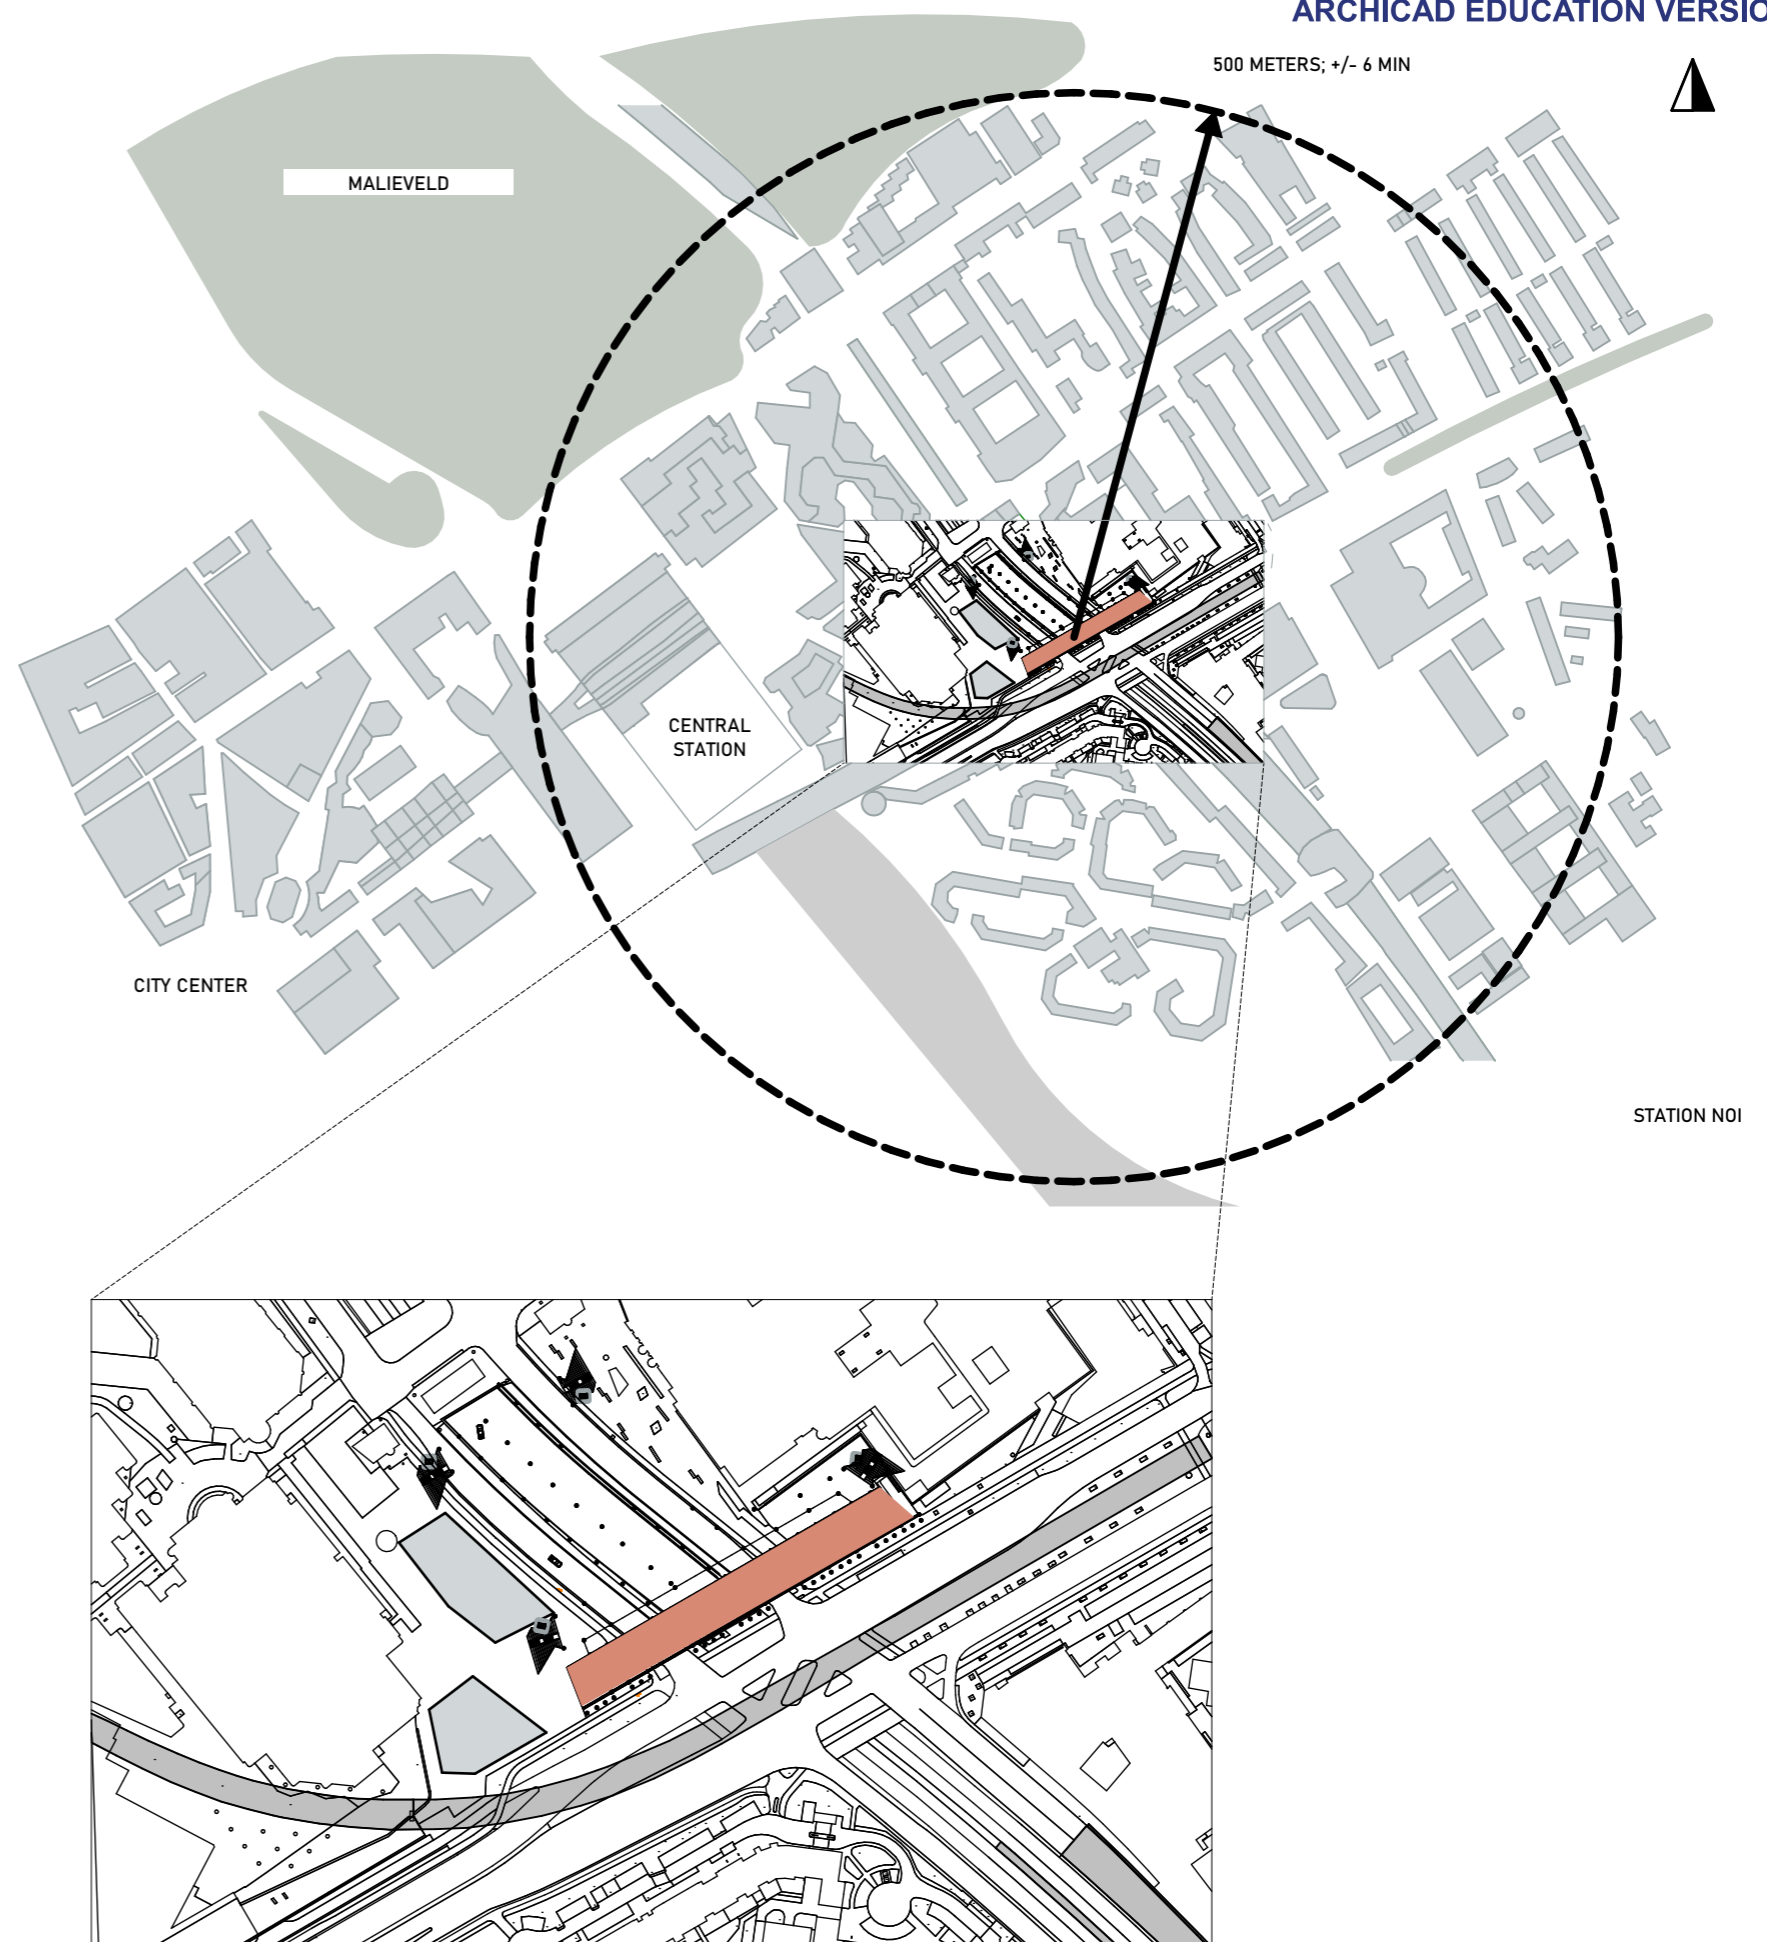 ARCHICAD EDUCATION VERSIO
500 METERS; +/- 6 MIN
MALIEVELD
CENTRAL
STATION
CITY CENTER
STATION NOI